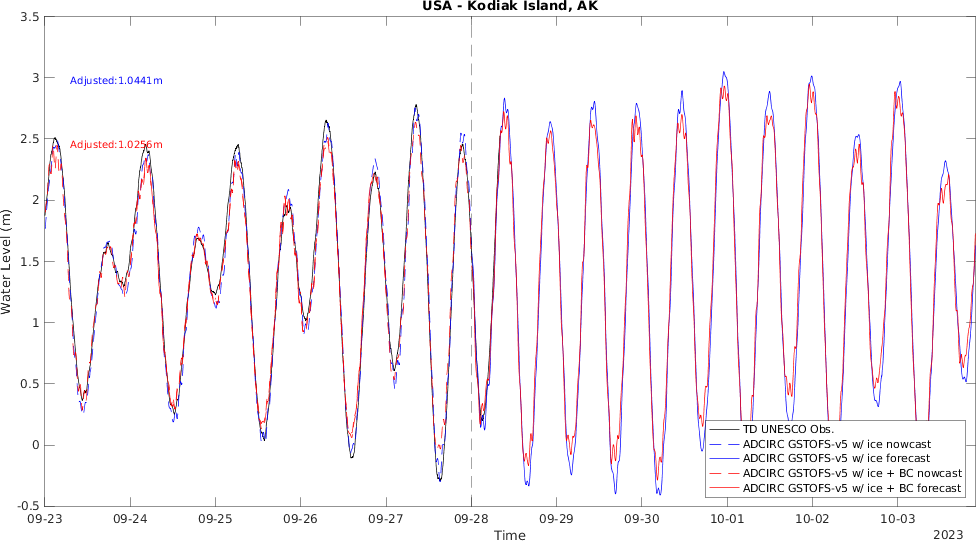 USA - Kodiak Island, AK
3.5
3
2.5
2
1.5
1
0.5
0
-0.5
Water Level (m)
Adjusted:1.0441m
Adjusted:1.0256m
TD UNESCO Obs.
ADCIRC GSTOFS-v5 w/ ice nowcast
ADCIRC GSTOFS-v5 w/ ice forecast
ADCIRC GSTOFS-v5 w/ice + BC nowcast
ADCIRC GSTOFS-v5 w/ice + BC forecast
09-23 09-24 09-25 09-26 09-27 09-28 09-29 09-30 10-01 10-02 10-03
Time
2023